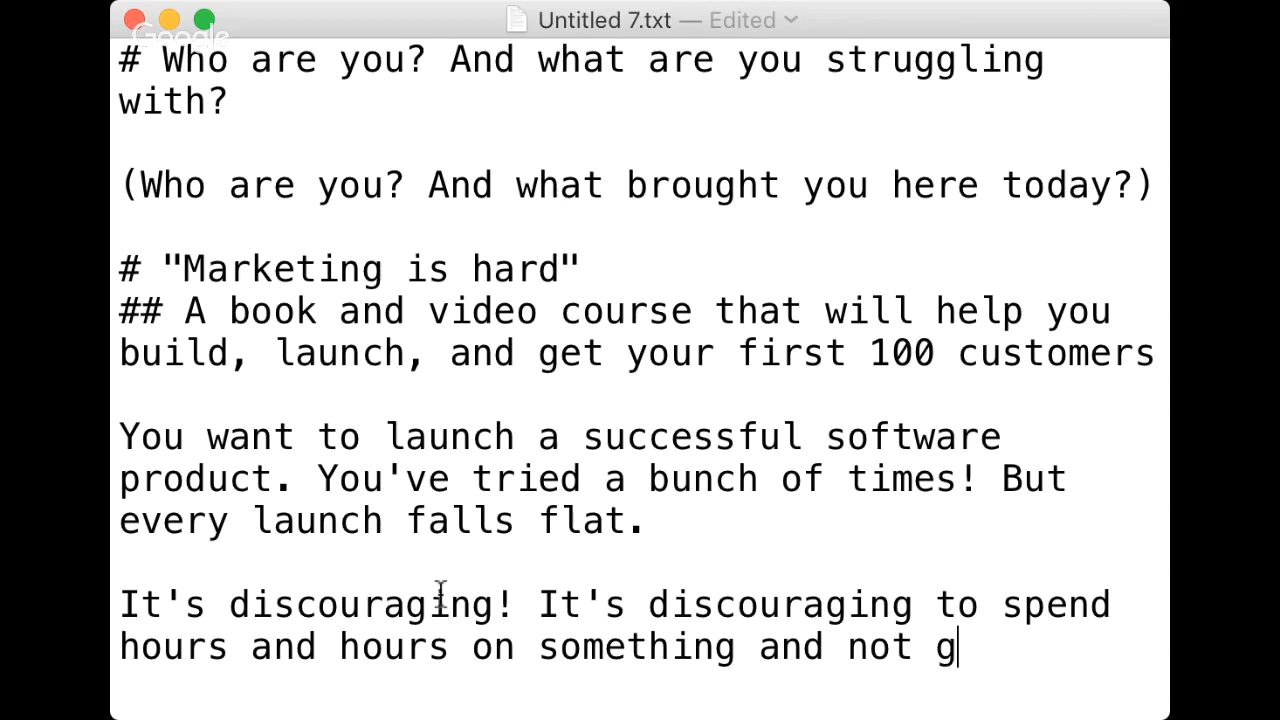 Untitled 7.txt — Edited
Google
# Who are you? And what are you struggling
with?
(Who are you? And what brought you here today?)
# "Marketing is hard"
## A book and video course that will help you
build, launch, and get your first 100 customers
You want to launch a successful software
product. You've tried a bunch of times! But
every launch falls flat.
It's discouraging! It's discouraging to spend
hours and hours on something and not g